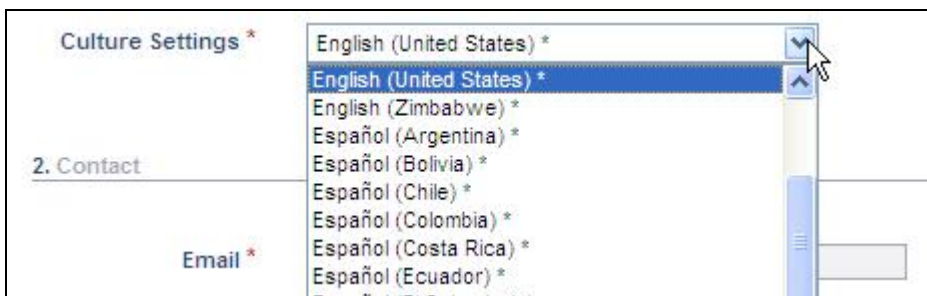 Culture Settings *
English (United States) *
English (United States) *
English (Zimbabwe) *
Español (Argentina) *
Español (Bolivia) *
2. Contact
Español (Chile) *
Español (Colombia) *
Español (Costa Rica) *
Email *
Español (Ecuador) *